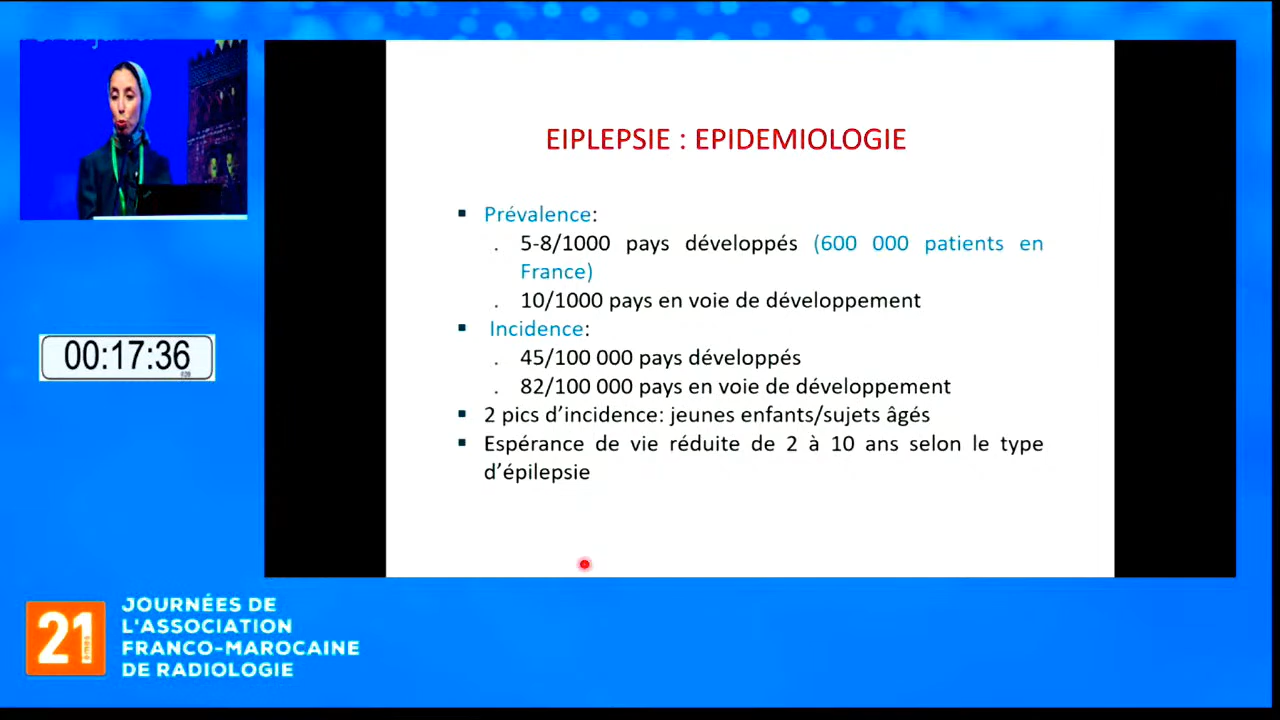 EIPLEPSIE : EPIDEMIOLOGIE
▪ Prévalence:
. 5-8/1000 pays développés (600 000 patients en
France)
. 10/1000 pays en voie de développement
▪ Incidence:
. 45/100 000 pays développés
. 82/100 000 pays en voie de développement
▪ 2 pics d’incidence: jeunes enfants/sujets âgés
▪ Espérance de vie réduite de 2 à 10 ans selon le type
d’épilepsie
00:17:36
21èmes
JOURNÉES DE
L'ASSOCIATION
FRANCO-MAROCAINE
DE RADIOLOGIE